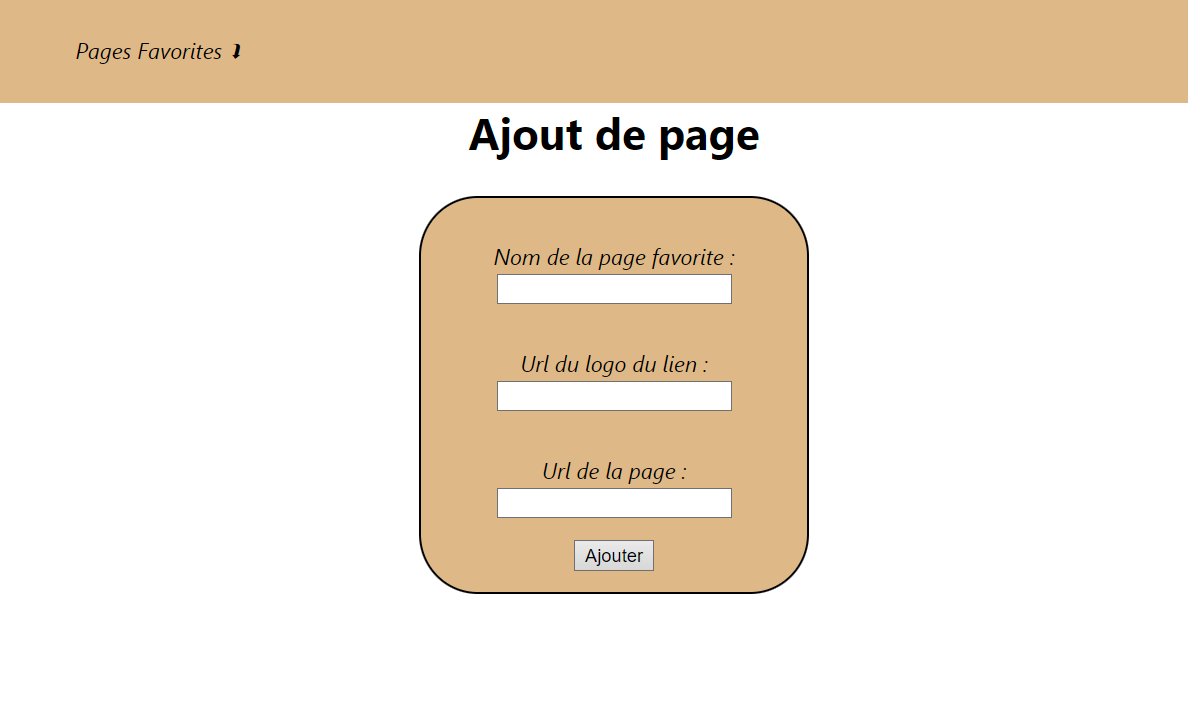 Pages Favorites ⮯
Ajout de page
Nom de la page favorite :
Url du logo du lien :
Url de la page :
Ajouter